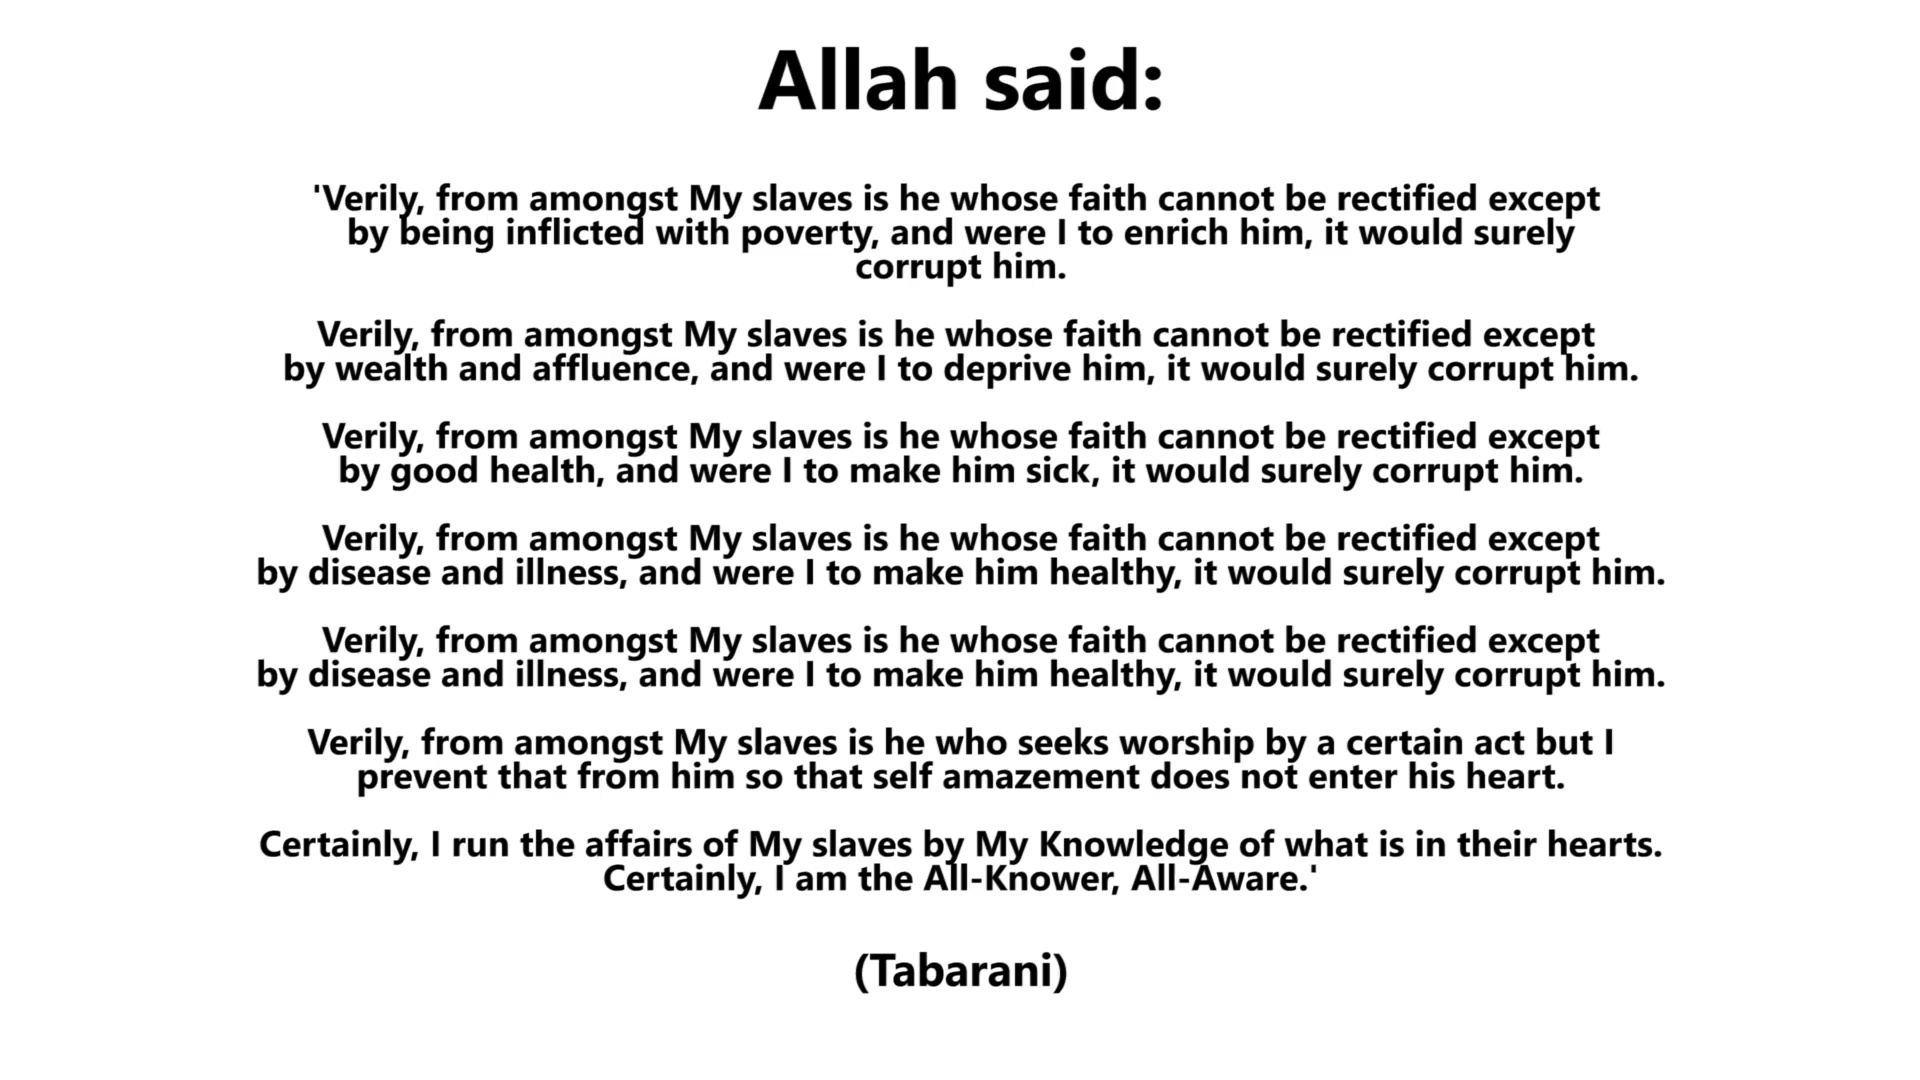 Allah said:
'Verily, from amongst My slaves is he whose faith cannot be rectified except
by being inflicted with poverty, and were I to enrich him, it would surely
corrupt him.
Verily, from amongst My slaves is he whose faith cannot be rectified except
by wealth and affluence, and were I to deprive him, it would surely corrupt him.
Verily, from amongst My slaves is he whose faith cannot be rectified except
by good health, and were I to make him sick, it would surely corrupt him.
Verily, from amongst My slaves is he whose faith cannot be rectified except
by disease and illness, and were I to make him healthy, it would surely corrupt him.
Verily, from amongst My slaves is he whose faith cannot be rectified except
by disease and illness, and were I to make him healthy, it would surely corrupt him.
Verily, from amongst My slaves is he who seeks worship by a certain act but I
prevent that from him so that self amazement does not enter his heart.
Certainly, I run the affairs of My slaves by My Knowledge of what is in their hearts.
Certainly, I am the All-Knower, All-Aware.'
(Tabarani)